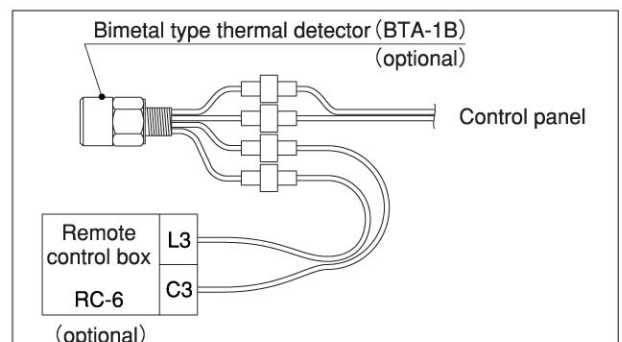 Bimetal type thermal detector (BTA-1B)
(optional)
Control panel
Remote
control box
RC-6
L3
C3
(optional)